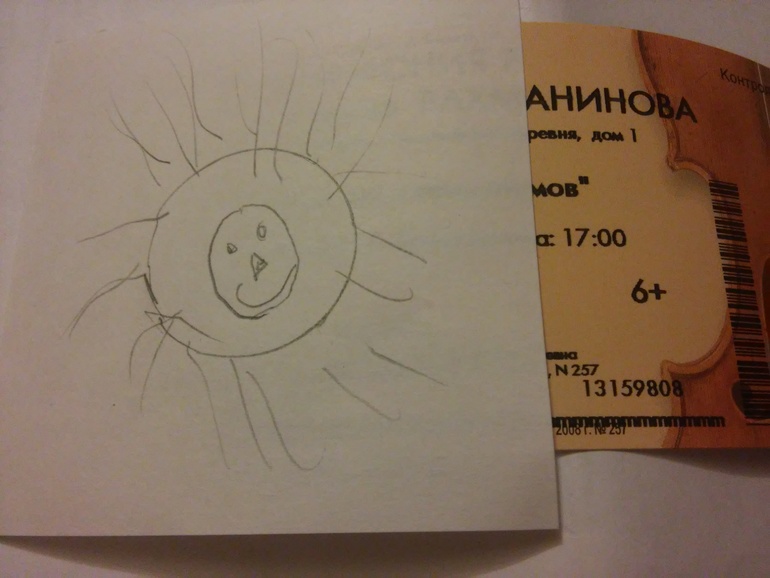 Контро
АНИНОВА
ревня, дом 1
мов"
а: 17:00
6+
, N 257
13159808
2008 г. № 257